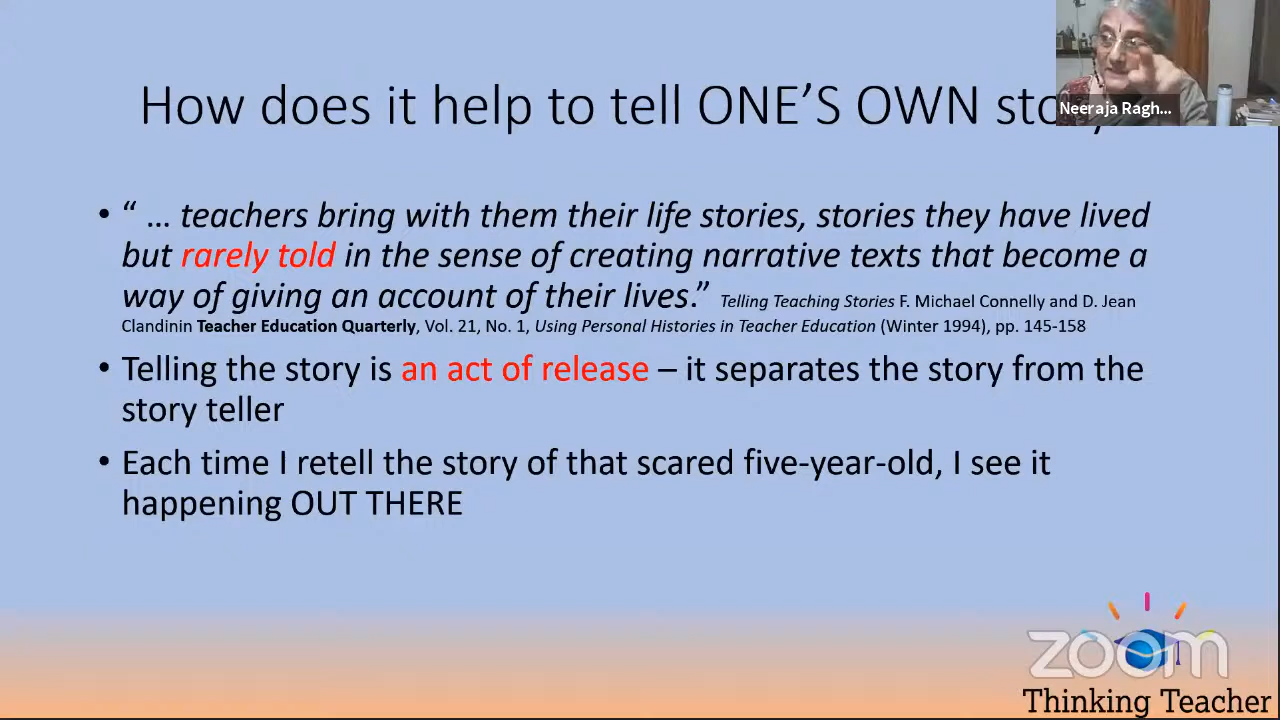 How does it help to tell ONE'S OWN sto
Neeraja Ragh...
• “ … teachers bring with them their life stories, stories they have lived
but rarely told in the sense of creating narrative texts that become a
way of giving an account of their lives.” Telling Teaching Stories F. Michael Connelly and D. Jean
Clandinin Teacher Education Quarterly, Vol. 21, No. 1, Using Personal Histories in Teacher Education (Winter 1994), pp. 145-158
• Telling the story is an act of release – it separates the story from the
story teller
• Each time I retell the story of that scared five-year-old, I see it
happening OUT THERE
zoom
Thinking Teacher